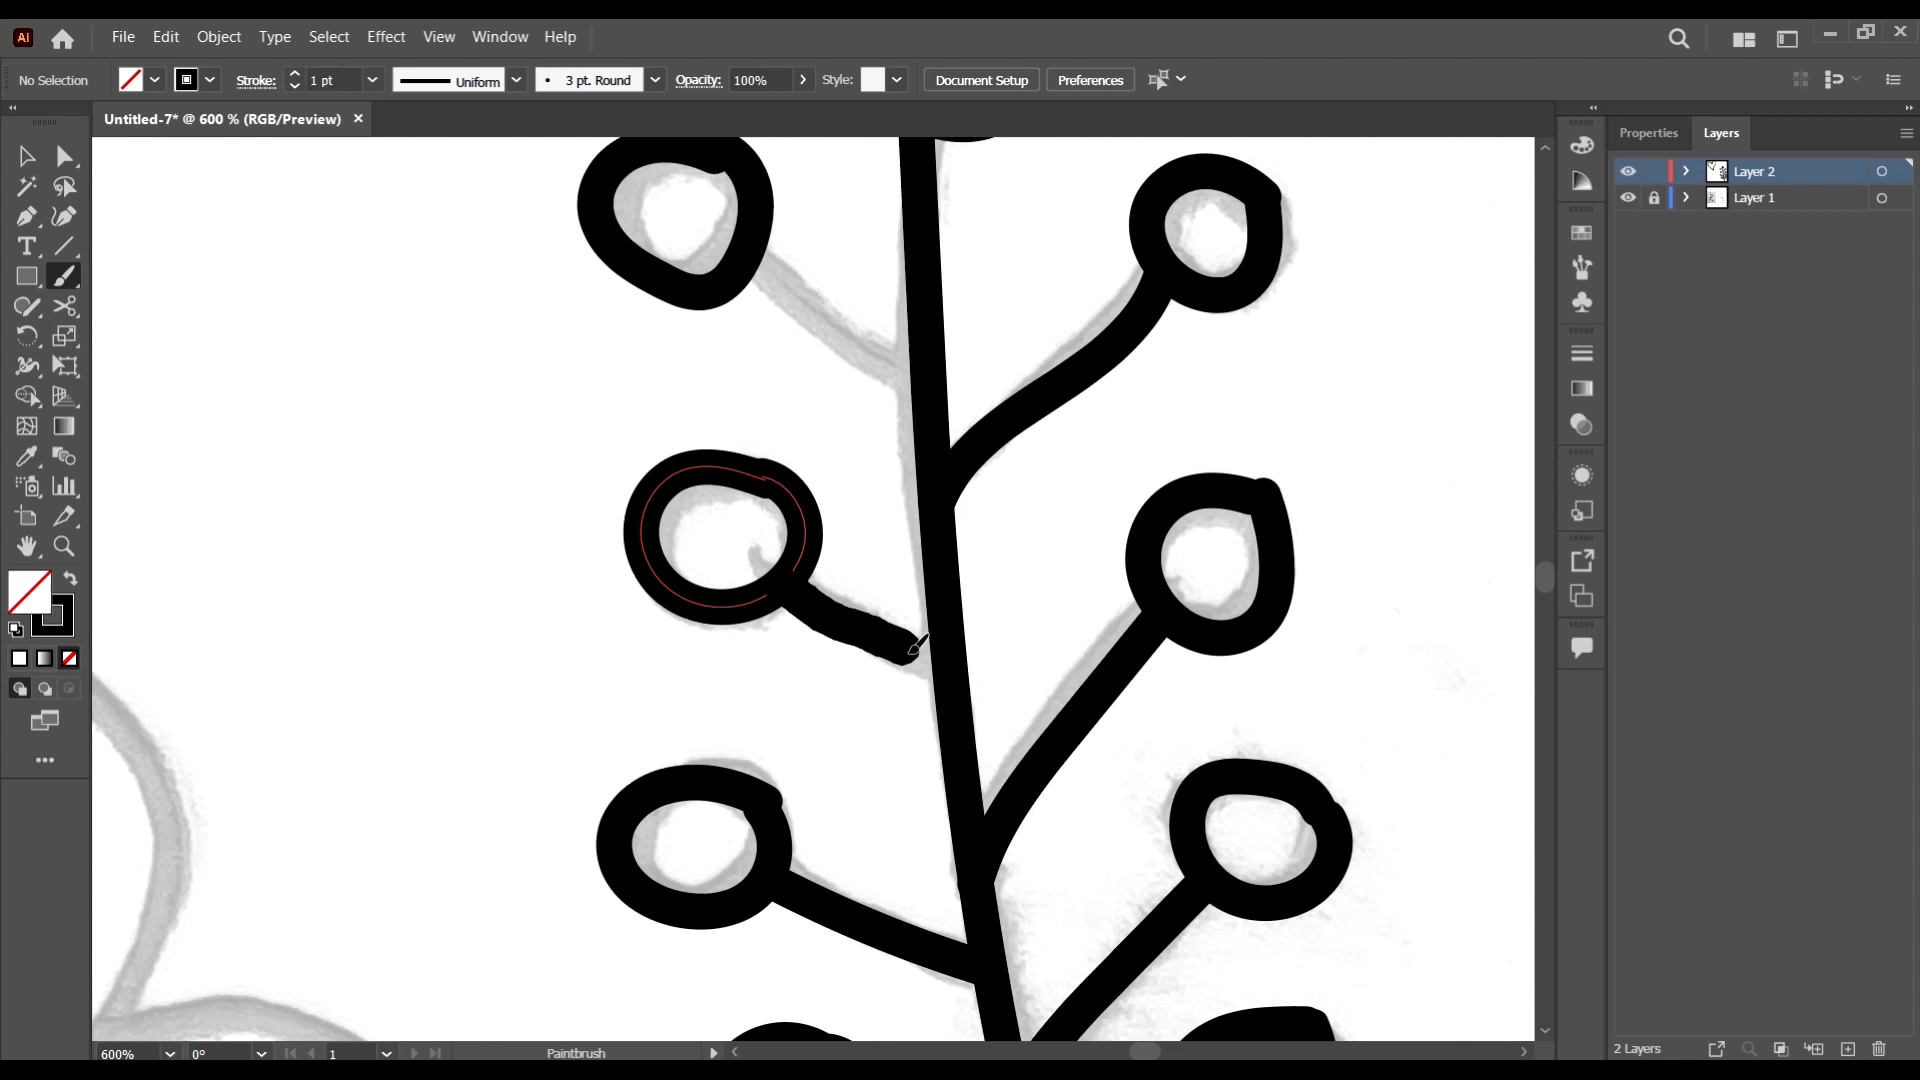 Ai File Edit Object Type Select Effect View Window Help
No Selection Stroke: 1 pt Uniform 3 pt. Round Opacity: 100% Style: Document Setup Preferences
Untitled-7* @ 600 % (RGB/Preview)
Properties Layers
Layer 2
Layer 1
600% 0° 1 Paintbrush
2 Layers